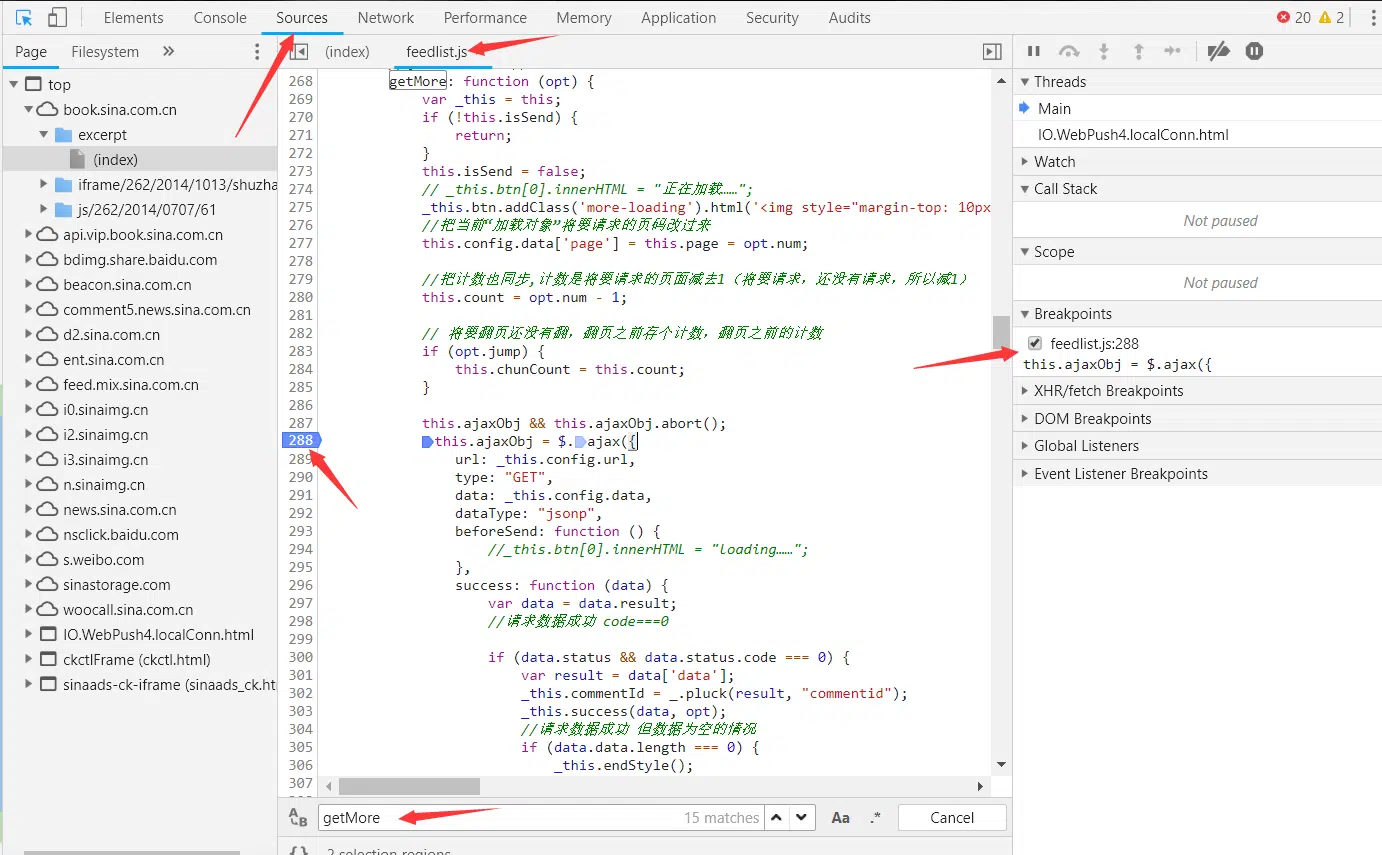 Elements Console Sources Network Performance Memory Application Security Audits 20 2
Page Filesystem » (index) feedlist.js
top
book.sina.com.cn
excerpt
(index)
iframe/262/2014/1013/shuzha
js/262/2014/0707/61
api.vip.book.sina.com.cn
bdimg.share.baidu.com
beacon.sina.com.cn
comment5.news.sina.com.cn
d2.sina.com.cn
ent.sina.com.cn
feed.mix.sina.com.cn
i0.sinaimg.cn
i2.sinaimg.cn
i3.sinaimg.cn
n.sinaimg.cn
news.sina.com.cn
nsclick.baidu.com
s.weibo.com
sinastorage.com
woocall.sina.com.cn
IO.WebPush4.localConn.html
ckctlFrame (ckctl.html)
sinaads-ck-iframe (sinaads_ck.ht
268 getMore: function (opt) {
269 var _this = this;
270 if (!this.isSend) {
271 return;
272 }
273 this.isSend = false;
274 // _this.btn[0].innerHTML = "正在加载……";
275 _this.btn.addClass('more-loading').html('<img style="margin-top: 10px
276 //把当前“加载对象”将要请求的页码改过来
277 this.config.data['page'] = this.page = opt.num;
278
279 //把计数也同步,计数是将要请求的页面减去1（将要请求，还没有请求，所以减1）
280 this.count = opt.num - 1;
281
282 // 将要翻页还没有翻，翻页之前存个计数，翻页之前的计数
283 if (opt.jump) {
284 this.chunCount = this.count;
285 }
286
287 this.ajaxObj && this.ajaxObj.abort();
288 this.ajaxObj = $.ajax({
289 url: _this.config.url,
290 type: "GET",
291 data: _this.config.data,
292 dataType: "jsonp",
293 beforeSend: function () {
294 //_this.btn[0].innerHTML = "loading……";
295 },
296 success: function (data) {
297 var data = data.result;
298 //请求数据成功 code===0
299
300 if (data.status && data.status.code === 0) {
301 var result = data['data'];
302 _this.commentId = _.pluck(result, "commentid");
303 _this.success(data, opt);
304 //请求数据成功 但数据为空的情况
305 if (data.data.length === 0) {
306 _this.endStyle();
307
getMore 15 matches Aa .* Cancel
{} 2 selection regions
Threads
Main
IO.WebPush4.localConn.html
Watch
Call Stack
Not paused
Scope
Not paused
Breakpoints
feedlist.js:288
this.ajaxObj = $.ajax({
XHR/fetch Breakpoints
DOM Breakpoints
Global Listeners
Event Listener Breakpoints